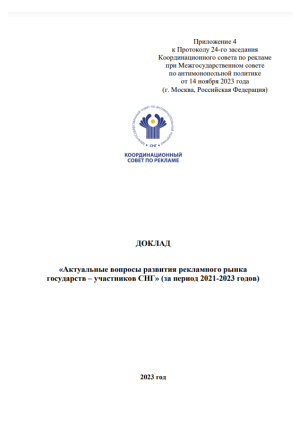 Приложение 4
к Протоколу 24-го заседания
Координационного совета по рекламе
при Межгосударственном совете
по антимонопольной политике
от 14 ноября 2023 года
(г. Москва, Российская Федерация)
СНГ
КООРДИНАЦИОННЫЙ
СОВЕТ ПО РЕКЛАМЕ
ДОКЛАД
«Актуальные вопросы развития рекламного рынка
государств – участников СНГ» (за период 2021-2023 годов)
2023 год